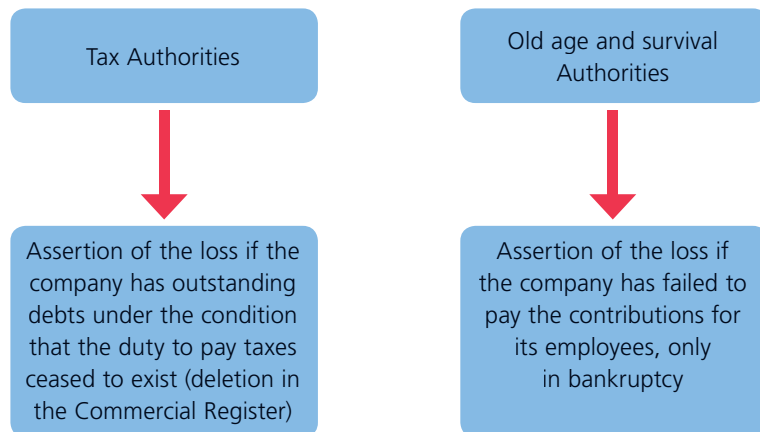 Tax Authorities
Old age and survival
Authorities
Assertion of the loss if the
company has outstanding
debts under the condition
that the duty to pay taxes
ceased to exist (deletion in
the Commercial Register)
Assertion of the loss if
the company has failed to
pay the contributions for
its employees, only
in bankruptcy